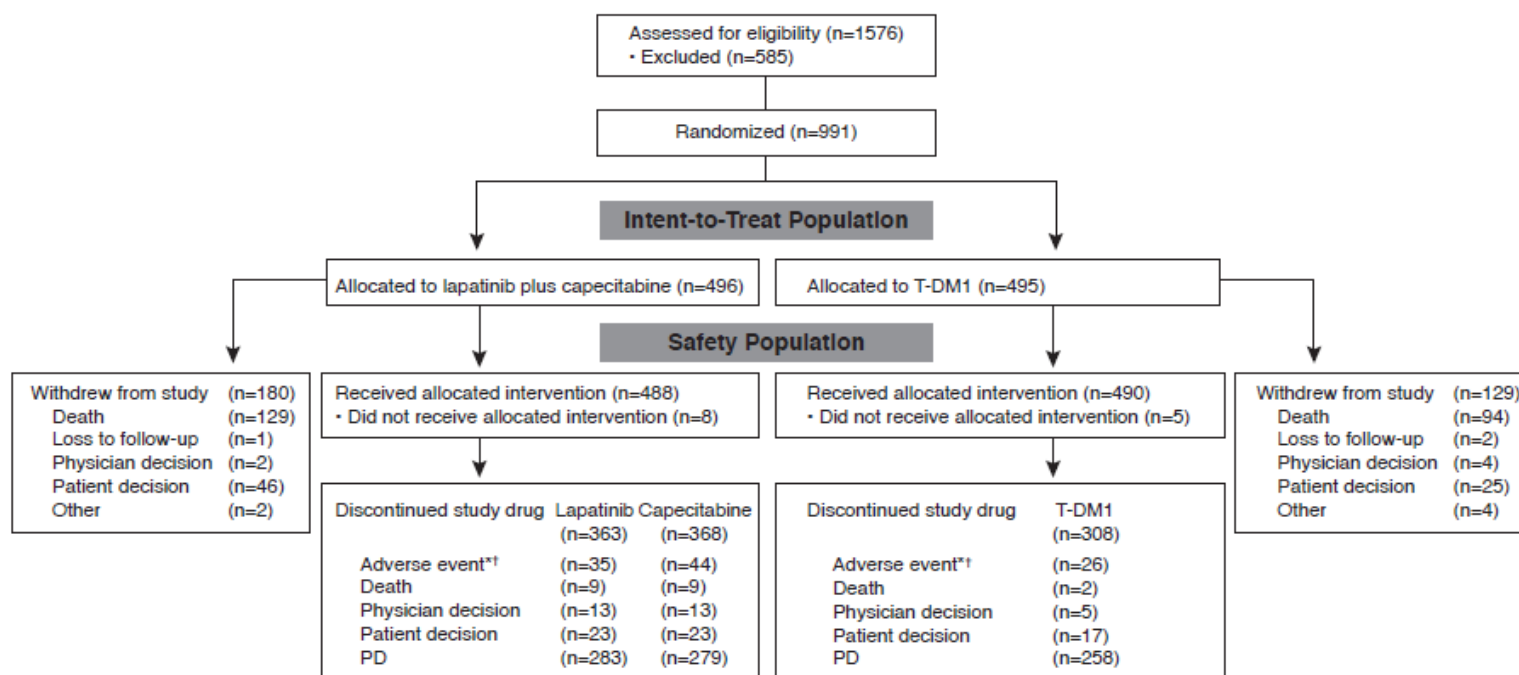 Assessed for eligibility (n=1576)
• Excluded (n=585)
Randomized (n=991)
Intent-to-Treat Population
Allocated to lapatinib plus capecitabine (n=496)
Allocated to T-DM1 (n=495)
Safety Population
Withdrew from study (n=180)
Death (n=129)
Loss to follow-up (n=1)
Physician decision (n=2)
Patient decision (n=46)
Other (n=2)
Received allocated intervention (n=488)
• Did not receive allocated intervention (n=8)
Received allocated intervention (n=490)
• Did not receive allocated intervention (n=5)
Withdrew from study (n=129)
Death (n=94)
Loss to follow-up (n=2)
Physician decision (n=4)
Patient decision (n=25)
Other (n=4)
Discontinued study drug Lapatinib Capecitabine
(n=363) (n=368)
Adverse event*† (n=35) (n=44)
Death (n=9) (n=9)
Physician decision (n=13) (n=13)
Patient decision (n=23) (n=23)
PD (n=283) (n=279)
Discontinued study drug T-DM1
(n=308)
Adverse event*† (n=26)
Death (n=2)
Physician decision (n=5)
Patient decision (n=17)
PD (n=258)